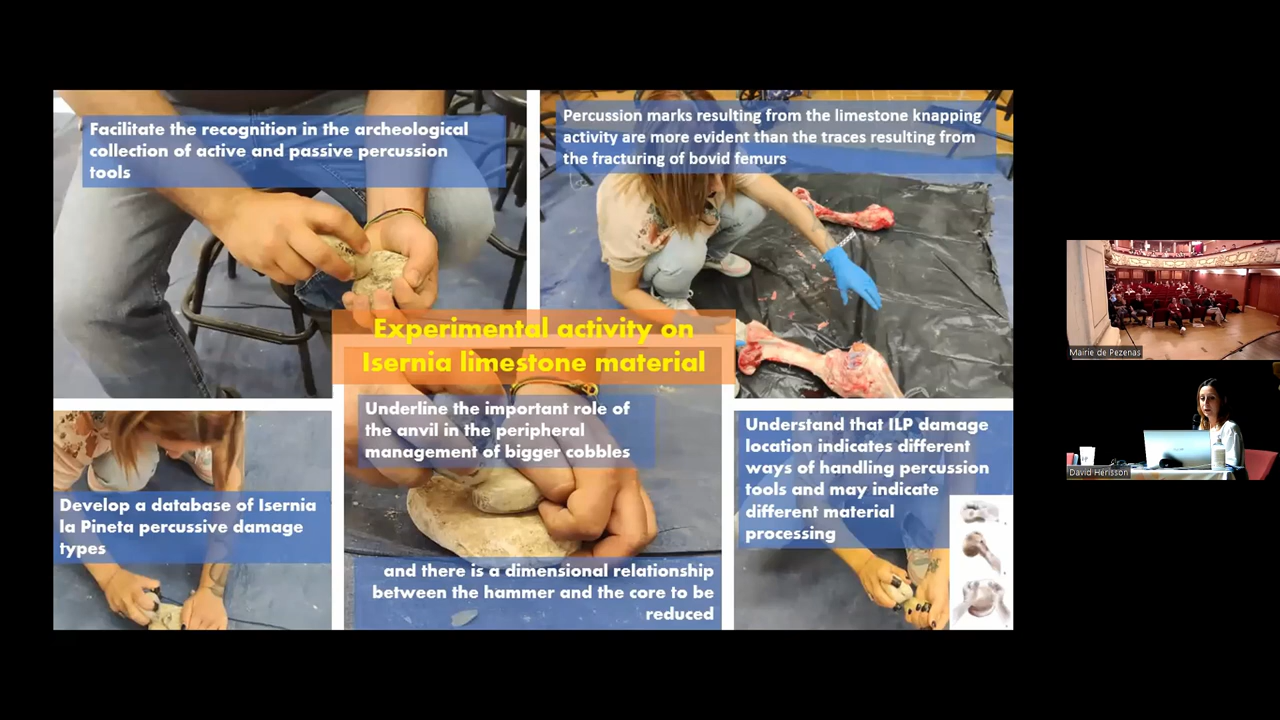 Facilitate the recognition in the archeological
collection of active and passive percussion
tools
Percussion marks resulting from the limestone knapping
activity are more evident than the traces resulting from
the fracturing of bovid femurs
Experimental activity on
Isernia limestone material
Underline the important role of
the anvil in the peripheral
management of bigger cobbles
Understand that ILP damage
location indicates different
ways of handling percussion
tools and may indicate
different material
processing
Develop a database of Isernia
la Pineta percussive damage
types
and there is a dimensional relationship
between the hammer and the core to be
reduced
Mairie de Pezenas
David Hérisson